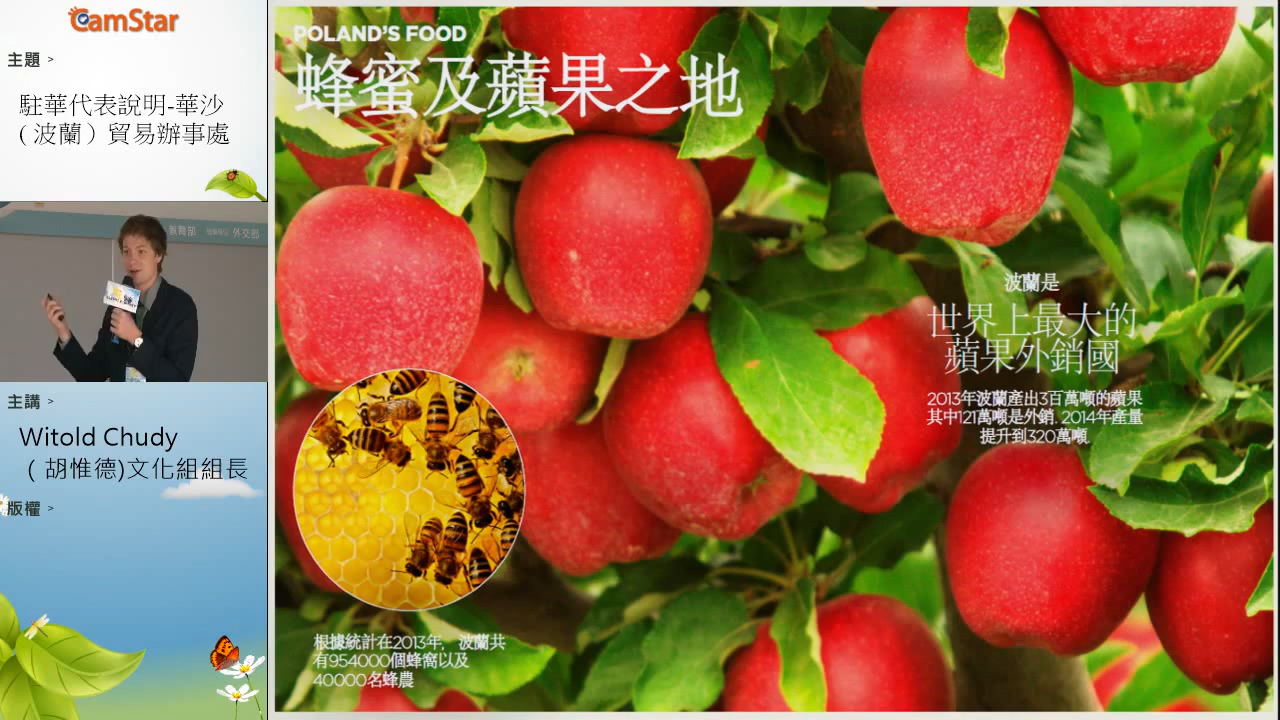 CamStar
主題 >
駐華代表說明-華沙
（波蘭）貿易辦事處
教育部 外交部
主講 >
Witold Chudy
（胡惟德)文化組組長
版權 >
POLAND'S FOOD
蜂蜜及蘋果之地
波蘭是
世界上最大的
蘋果外銷國
2013年波蘭產出3百萬噸的蘋果
其中121萬噸是外銷. 2014年產量
提升到320萬噸.
根據統計在2013年, 波蘭共
有954000個蜂窩以及
40000名蜂農